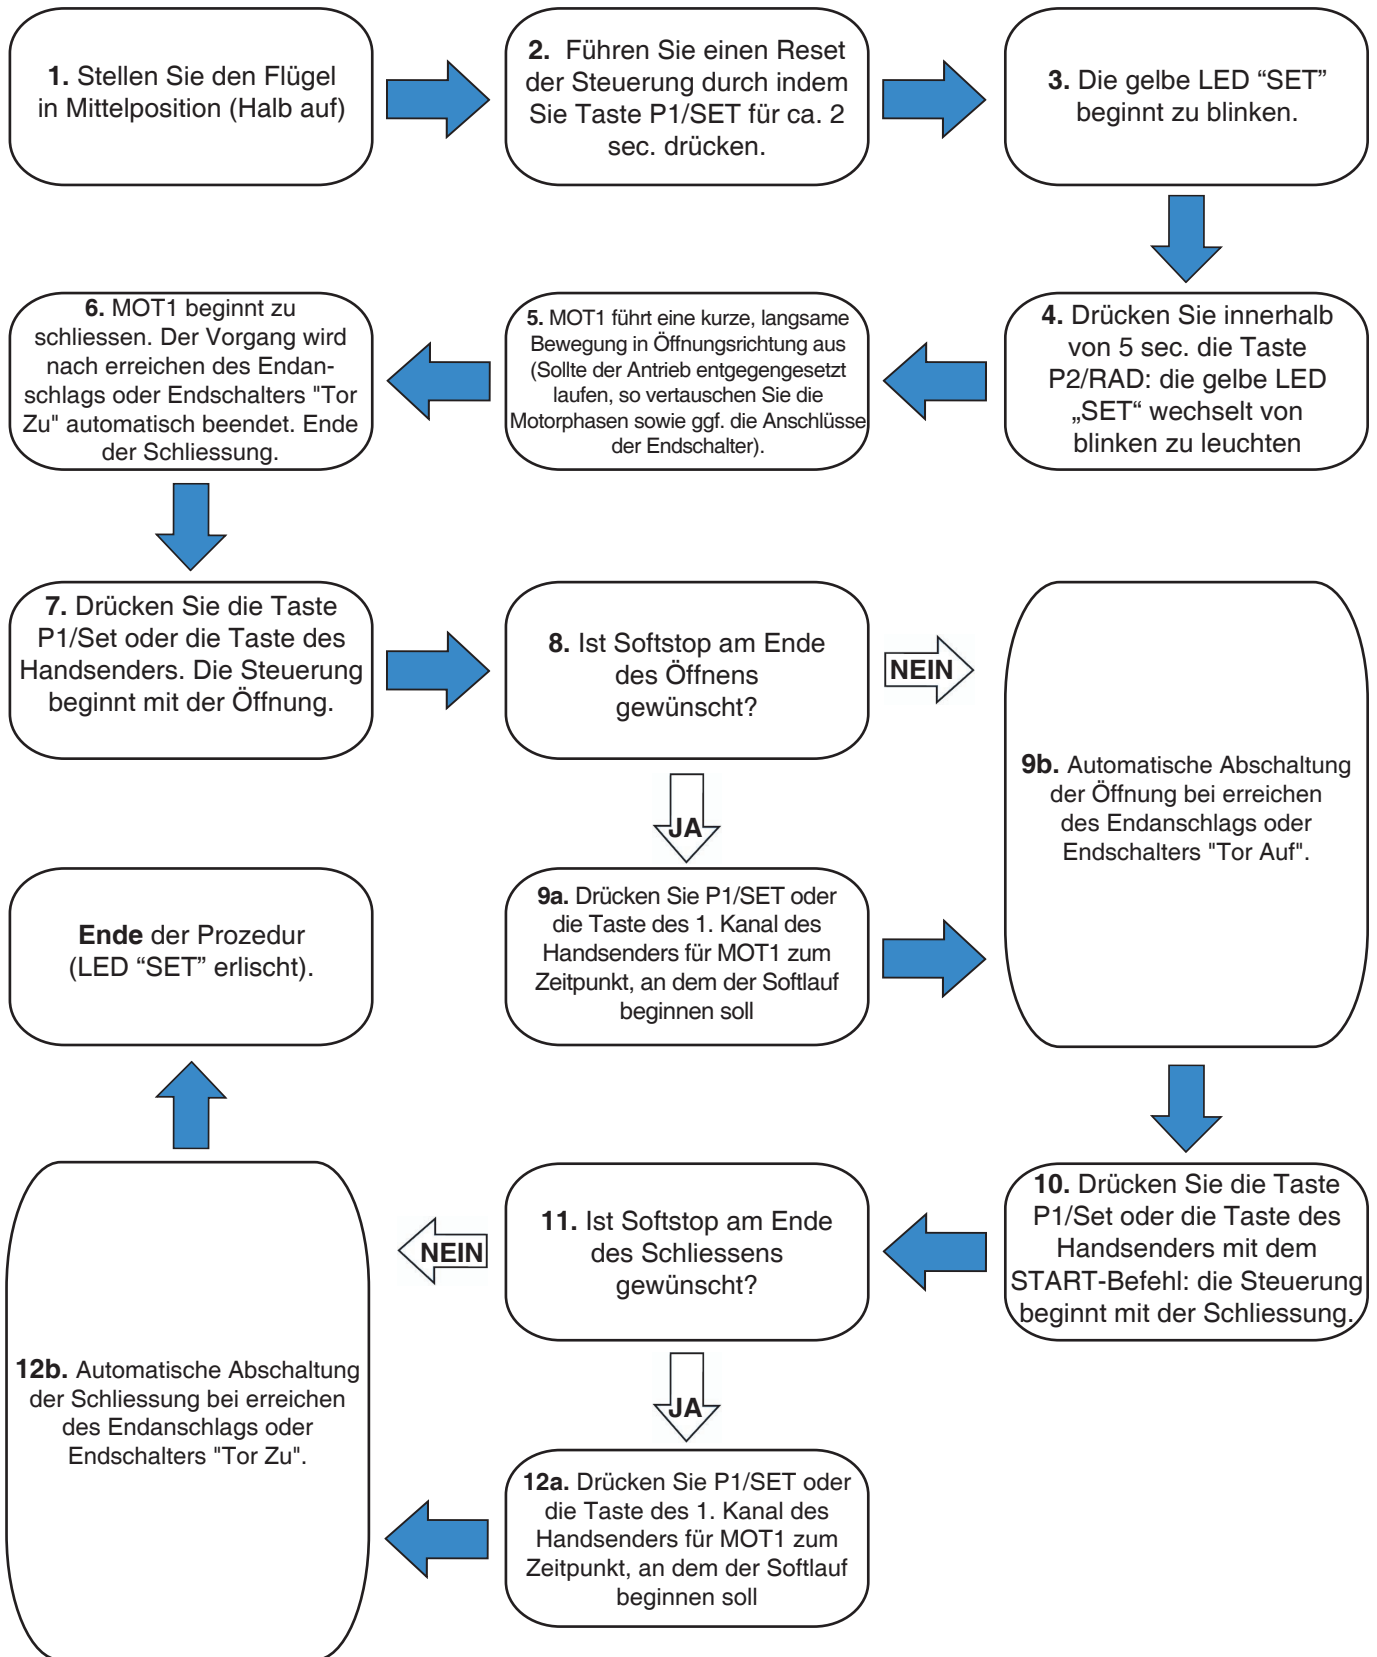 1. Stellen Sie den Flügel
in Mittelposition (Halb auf)
2. Führen Sie einen Reset
der Steuerung durch indem
Sie Taste P1/SET für ca. 2
sec. drücken.
3. Die gelbe LED “SET”
beginnt zu blinken.
4. Drücken Sie innerhalb
von 5 sec. die Taste
P2/RAD: die gelbe LED
„SET“ wechselt von
blinken zu leuchten
5. MOT1 führt eine kurze, langsame
Bewegung in Öffnungsrichtung aus
(Sollte der Antrieb entgegengesetzt
laufen, so vertauschen Sie die
Motorphasen sowie ggf. die Anschlüsse
der Endschalter).
6. MOT1 beginnt zu
schliessen. Der Vorgang wird
nach erreichen des Endan-
schlags oder Endschalters "Tor
Zu" automatisch beendet. Ende
der Schliessung.
7. Drücken Sie die Taste
P1/Set oder die Taste des
Handsenders. Die Steuerung
beginnt mit der Öffnung.
8. Ist Softstop am Ende
des Öffnens
gewünscht?
NEIN
JA
9a. Drücken Sie P1/SET oder
die Taste des 1. Kanal des
Handsenders für MOT1 zum
Zeitpunkt, an dem der Softlauf
beginnen soll
9b. Automatische Abschaltung
der Öffnung bei erreichen
des Endanschlags oder
Endschalters "Tor Auf".
10. Drücken Sie die Taste
P1/Set oder die Taste des
Handsenders mit dem
START-Befehl: die Steuerung
beginnt mit der Schliessung.
11. Ist Softstop am Ende
des Schliessens
gewünscht?
NEIN
JA
12a. Drücken Sie P1/SET oder
die Taste des 1. Kanal des
Handsenders für MOT1 zum
Zeitpunkt, an dem der Softlauf
beginnen soll
12b. Automatische Abschaltung
der Schliessung bei erreichen
des Endanschlags oder
Endschalters "Tor Zu".
Ende der Prozedur
(LED “SET” erlischt).